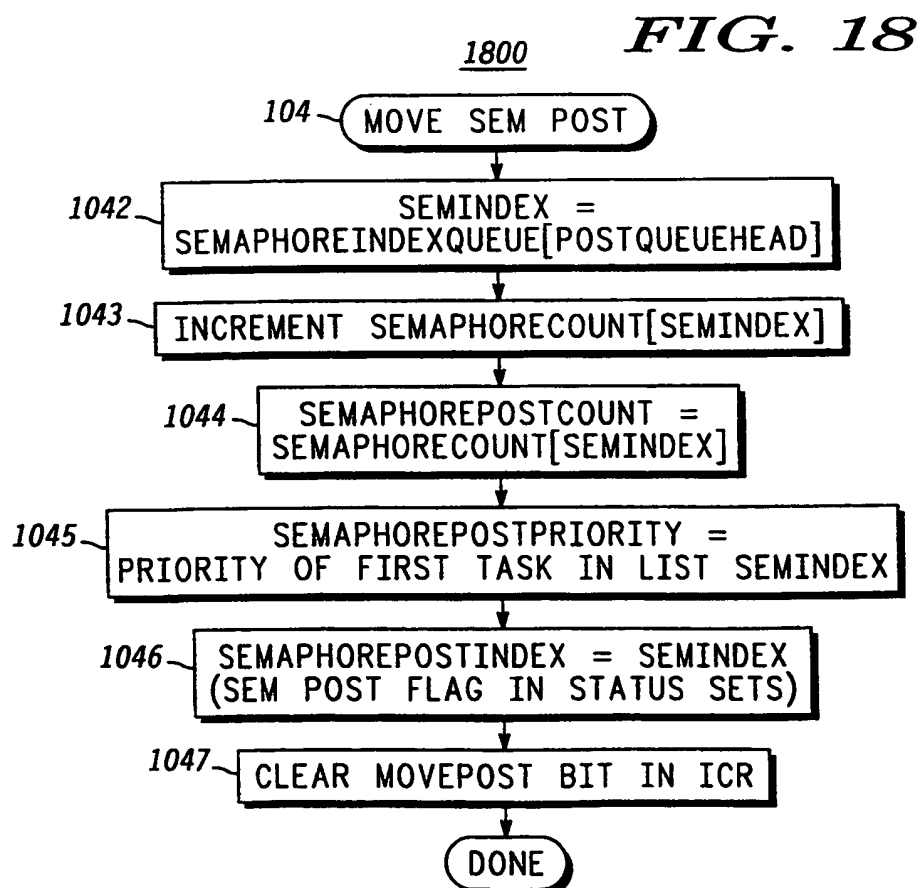 FIG. 18
1800
104
MOVE SEM POST
1042
SEMINDEX =
SEMAPHOREINDEXQUEUE[POSTQUEUEHEAD]
1043
INCREMENT SEMAPHORECOUNT[SEMINDEX]
1044
SEMAPHOREPOSTCOUNT =
SEMAPHORECOUNT[SEMINDEX]
1045
SEMAPHOREPOSTPRIORITY =
PRIORITY OF FIRST TASK IN LIST SEMINDEX
1046
SEMAPHOREPOSTINDEX = SEMINDEX
(SEM POST FLAG IN STATUS SETS)
1047
CLEAR MOVEPOST BIT IN ICR
DONE